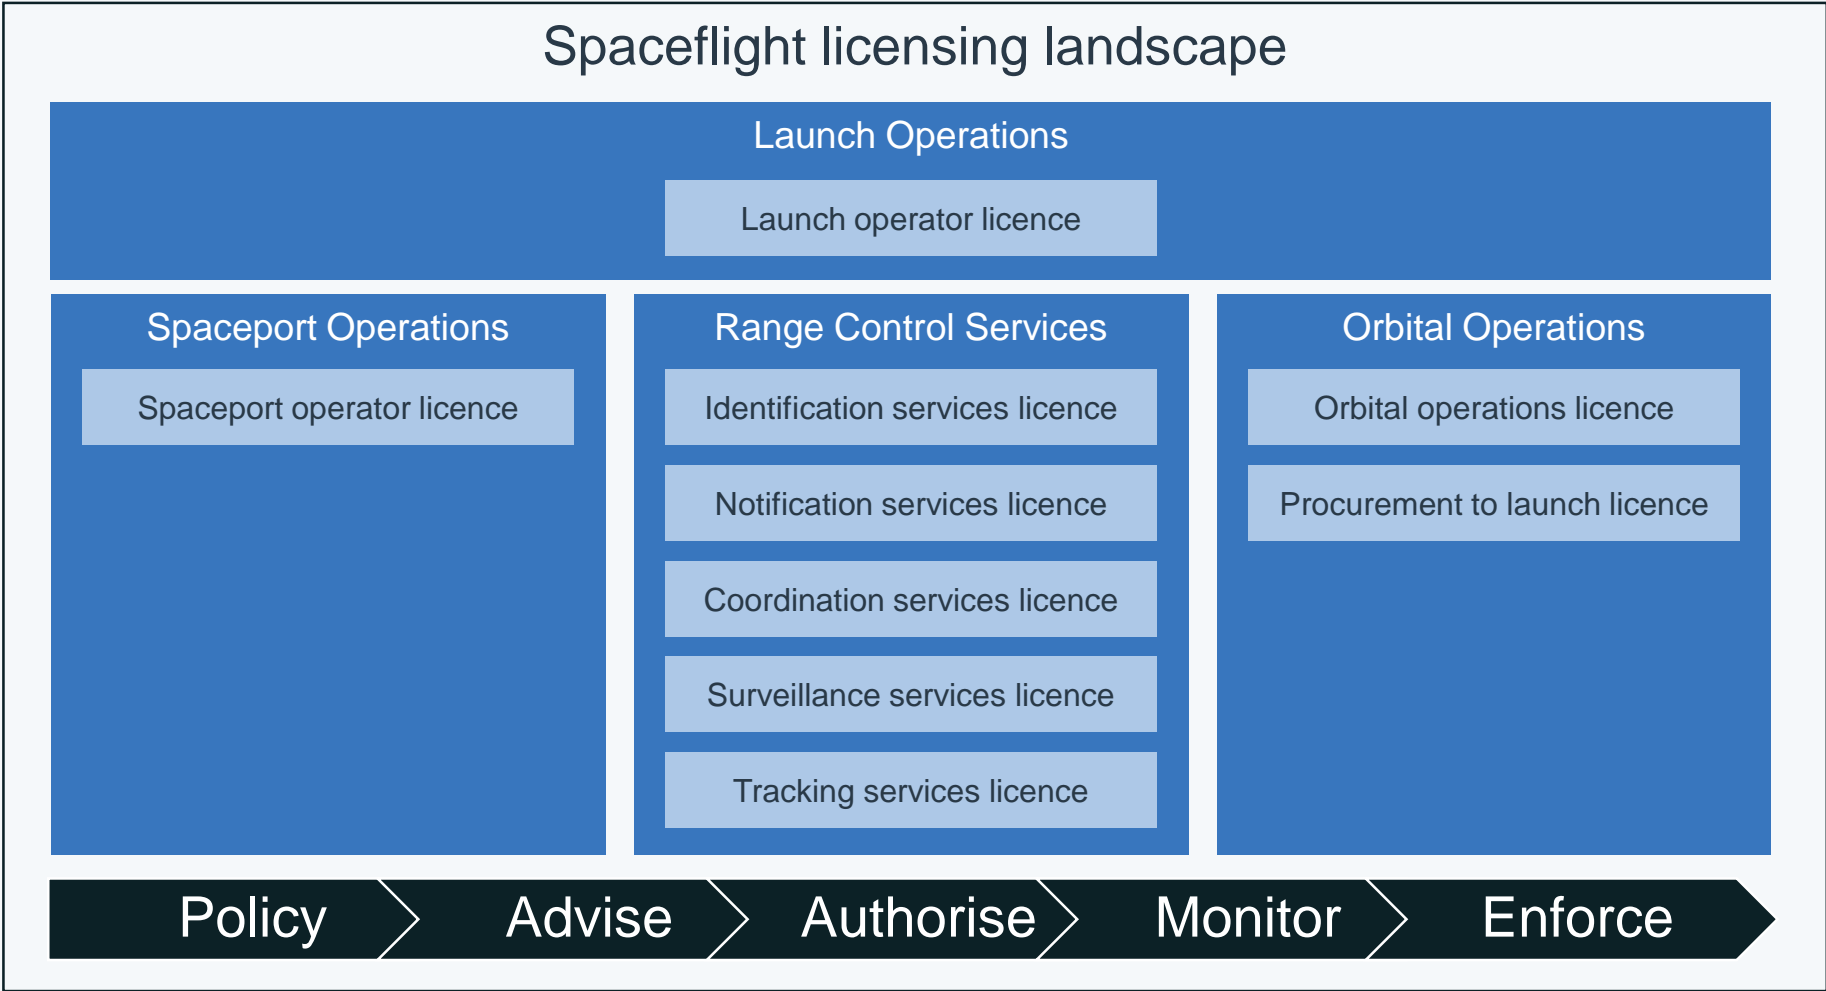 Spaceflight licensing landscape
Launch Operations
Launch operator licence
Spaceport Operations
Spaceport operator licence
Range Control Services
Identification services licence
Notification services licence
Coordination services licence
Surveillance services licence
Tracking services licence
Orbital Operations
Orbital operations licence
Procurement to launch licence
Policy
Advise
Authorise
Monitor
Enforce